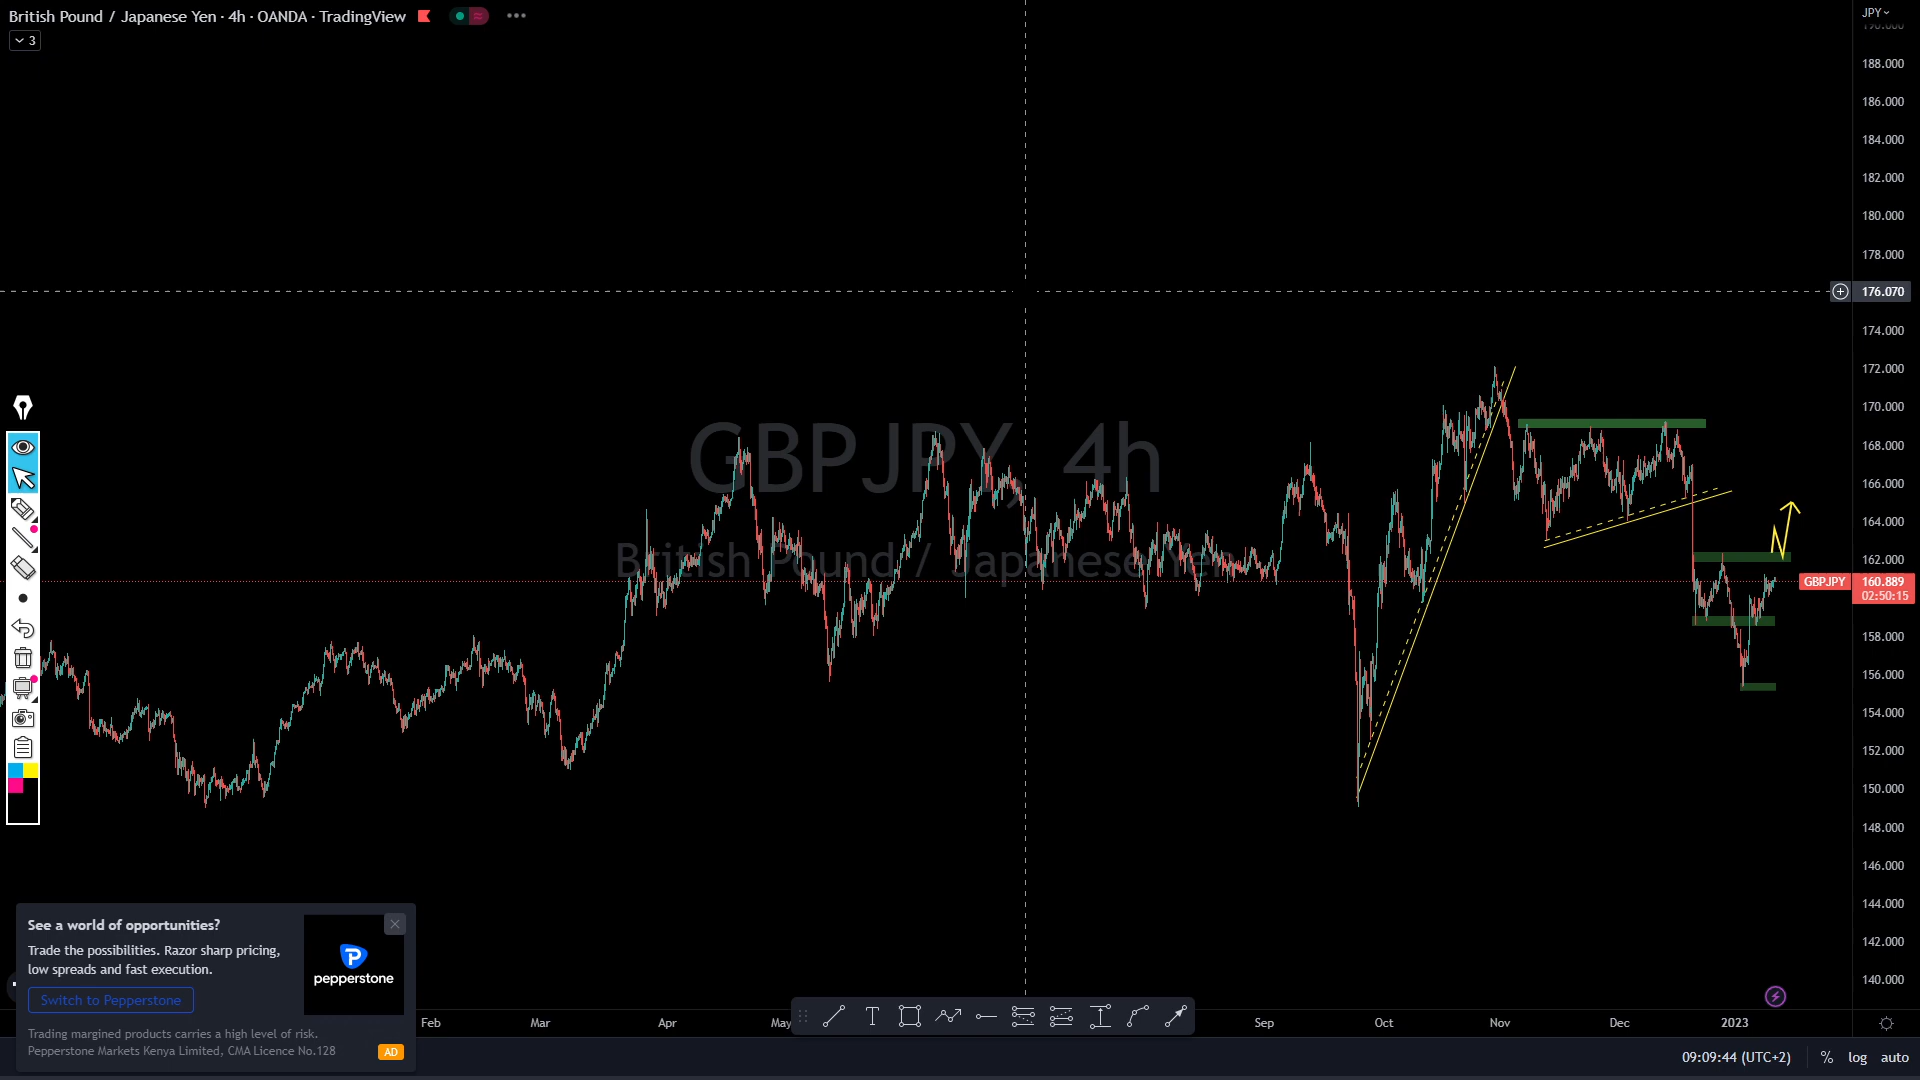 British Pound / Japanese Yen · 4h · OANDA · TradingView
3
JPY
190.000
188.000
186.000
184.000
182.000
180.000
178.000
176.070
174.000
172.000
170.000
168.000
166.000
164.000
162.000
GBPJPY 160.889
02:50:15
158.000
156.000
154.000
152.000
150.000
148.000
146.000
144.000
142.000
140.000
GBPJPY, 4h
British Pound / Japanese Yen
See a world of opportunities?
Trade the possibilities. Razor sharp pricing,
low spreads and fast execution.
pepperstone
Switch to Pepperstone
Trading margined products carries a high level of risk.
Pepperstone Markets Kenya Limited, CMA Licence No.128
AD
Feb Mar Apr May Sep Oct Nov Dec 2023
09:09:44 (UTC+2) % log auto